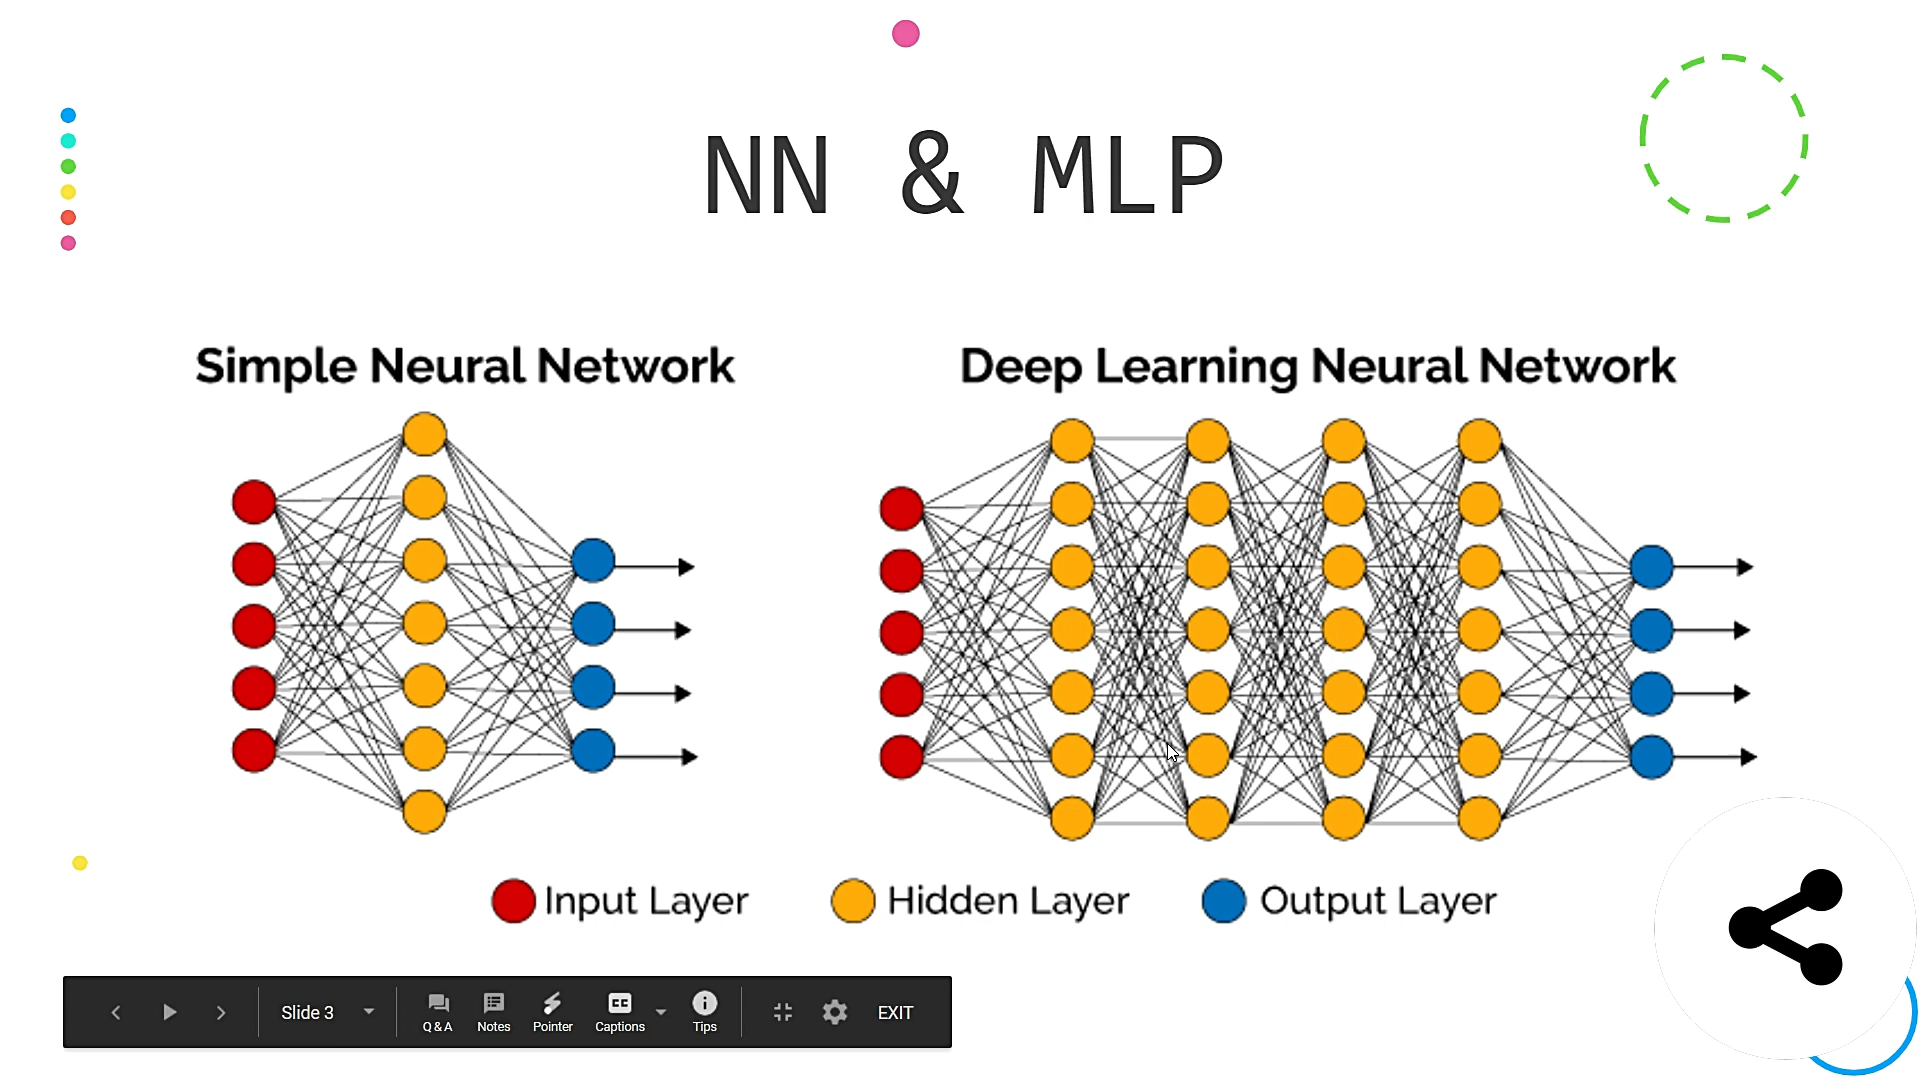 NN & MLP
Simple Neural Network
Deep Learning Neural Network
Input Layer
Hidden Layer
Output Layer
Slide 3
Q & A
Notes
Pointer
CC
Captions
Tips
EXIT